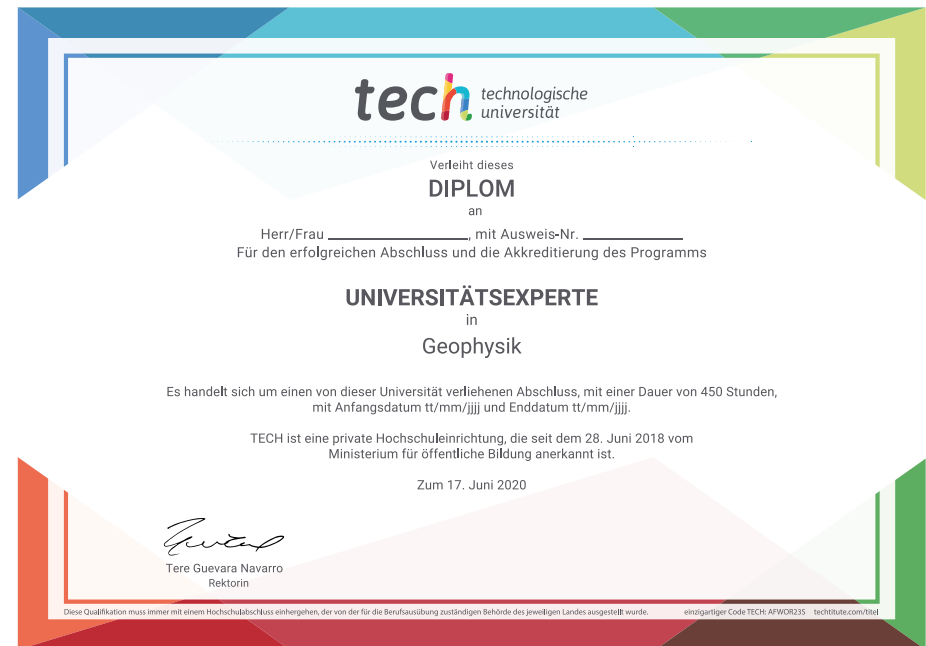 tech technologische
universität
Verleiht dieses
DIPLOM
an
Herr/Frau ___________________, mit Ausweis-Nr. ______________
Für den erfolgreichen Abschluss und die Akkreditierung des Programms
UNIVERSITÄTSEXPERTE
in
Geophysik
Es handelt sich um einen von dieser Universität verliehenen Abschluss, mit einer Dauer von 450 Stunden,
mit Anfangsdatum tt/mm/jjjj und Enddatum tt/mm/jjjj.
TECH ist eine private Hochschuleinrichtung, die seit dem 28. Juni 2018 vom
Ministerium für öffentliche Bildung anerkannt ist.
Zum 17. Juni 2020
Tere Guevara Navarro
Rektorin
Diese Qualifikation muss immer mit einem Hochschulabschluss einhergehen, der von der für die Berufsausübung zuständigen Behörde des jeweiligen Landes ausgestellt wurde. einzigartiger Code TECH: AFWOR235 techtitute.com/titel